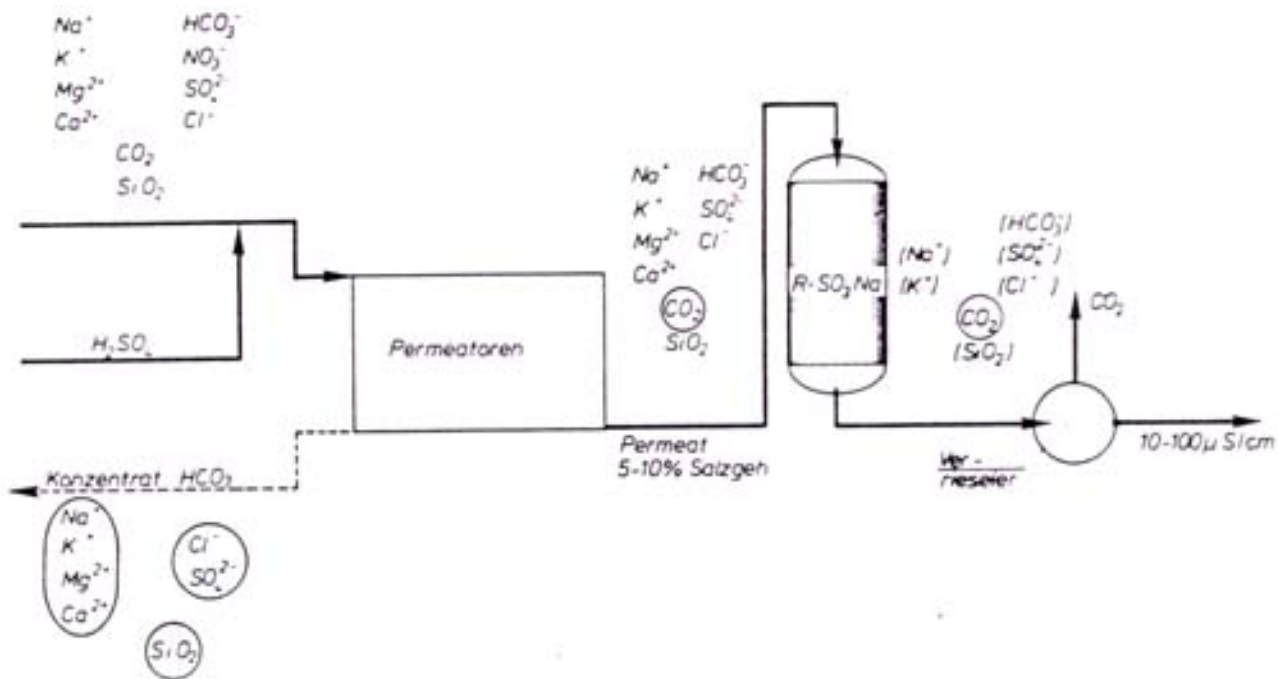 Na⁺ HCO₃⁻
K⁺ NO₃⁻
Mg²⁺ SO₄²⁻
Ca²⁺ Cl⁻
CO₂
SiO₂
H₂SO₄
Permeatoren
Konzentrat HCO₃
Na⁺
K⁺
Mg²⁺
Ca²⁺
Cl⁻
SO₄²⁻
SiO₂
Na⁺ HCO₃⁻
K⁺ SO₄²⁻
Mg²⁺ Cl⁻
Ca²⁺
CO₂
SiO₂
Permeat
5-10% Salzgeh
R-SO₃Na
(HCO₃⁻)
(Na⁺) (SO₄²⁻)
(K⁺) (Cl⁻)
CO₂
(SiO₂)
CO₂
Ver-
rieseler
10-100µS/cm